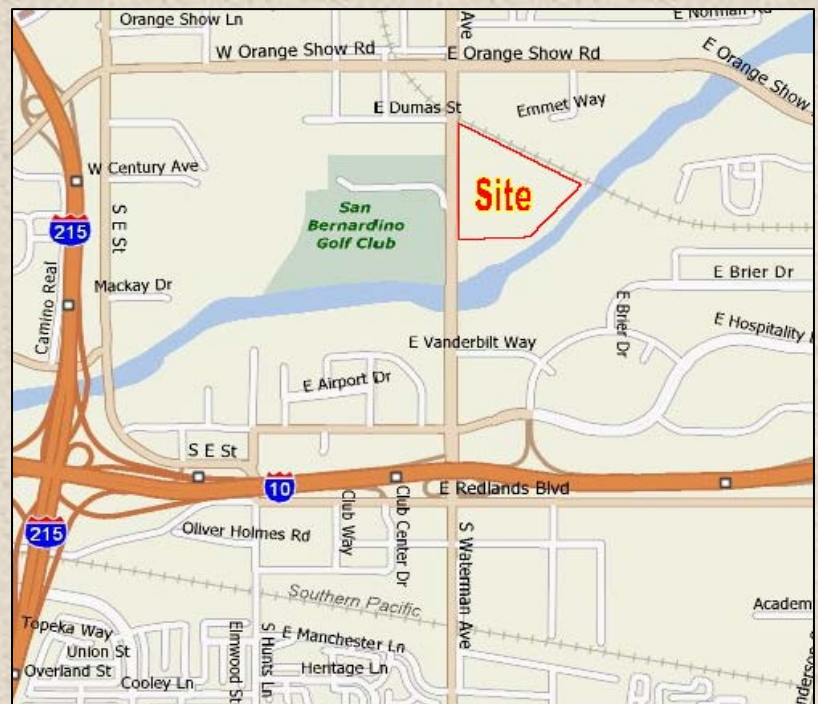 Orange Show Ln
Ave
E Norman Rd
W Orange Show Rd
E Orange Show Rd
E Orange Show
E Dumas St
Emmet Way
W Century Ave
Site
S E St
San
Bernardino
Golf Club
215
Camino Real
Mackay Dr
E Brier Dr
E Brier Dr
E Hospitality
E Vanderbilt Way
E Airport Dr
S E St
10
E Redlands Blvd
215
Oliver Holmes Rd
Club Way
Club Center Dr
S Waterman Ave
Southern Pacific
Academ
Topeka Way
Union St
Overland St
Cooley Ln
Elmwood St
S Hunts Ln
E Manchester Ln
Heritage Ln
nderson